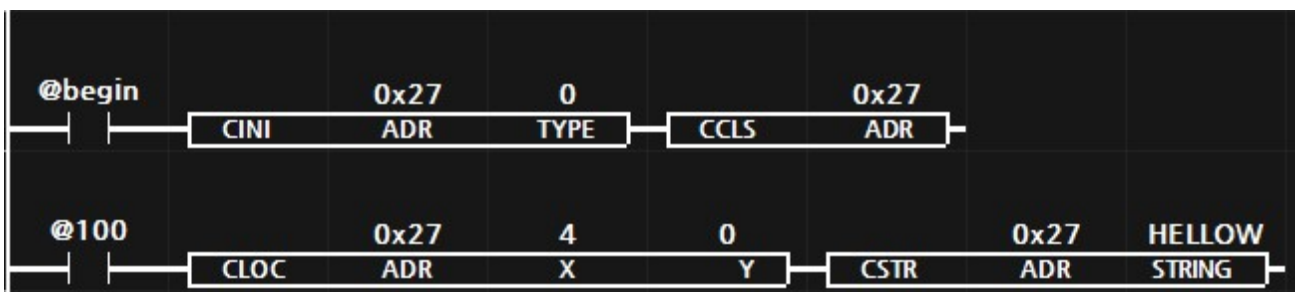 @begin 0x27 0 0x27
CINI ADR TYPE CCLS ADR
@100 0x27 4 0 0x27 HELLOW
CLOC ADR X Y CSTR ADR STRING